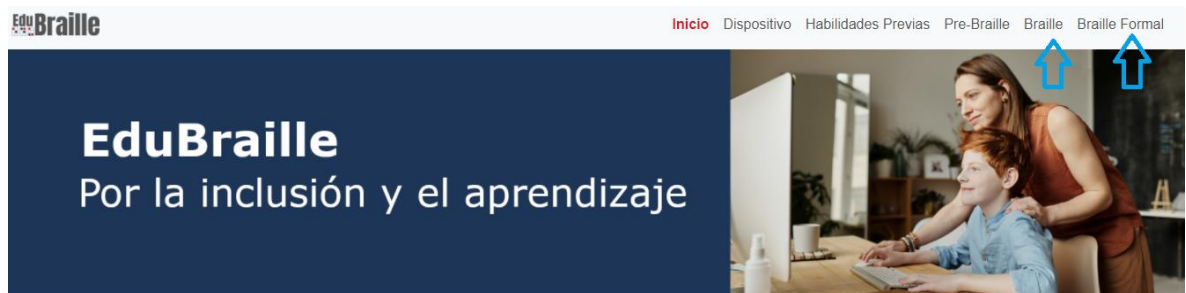 EduBraille
Inicio Dispositivo Habilidades Previas Pre-Braille Braille Braille Formal
EduBraille
Por la inclusión y el aprendizaje